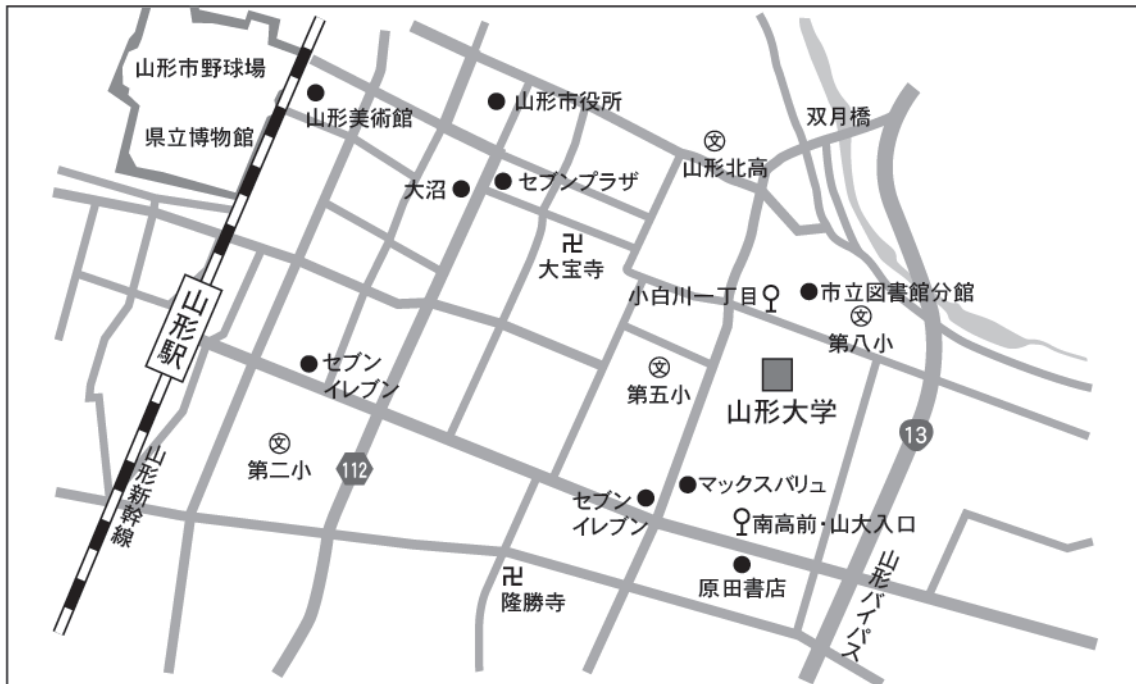 山形市野球場
山形美術館
山形市役所
県立博物館
双月橋
山形北高
大沼
セブンプラザ
大宝寺
小白川一丁目
市立図書館分館
第八小
山形駅
セブン
イレブン
第五小
山形大学
13
第二小
112
山形新幹線
マックスバリュ
セブン
イレブン
南高前・山大入口
原田書店
隆勝寺
山形バイパス